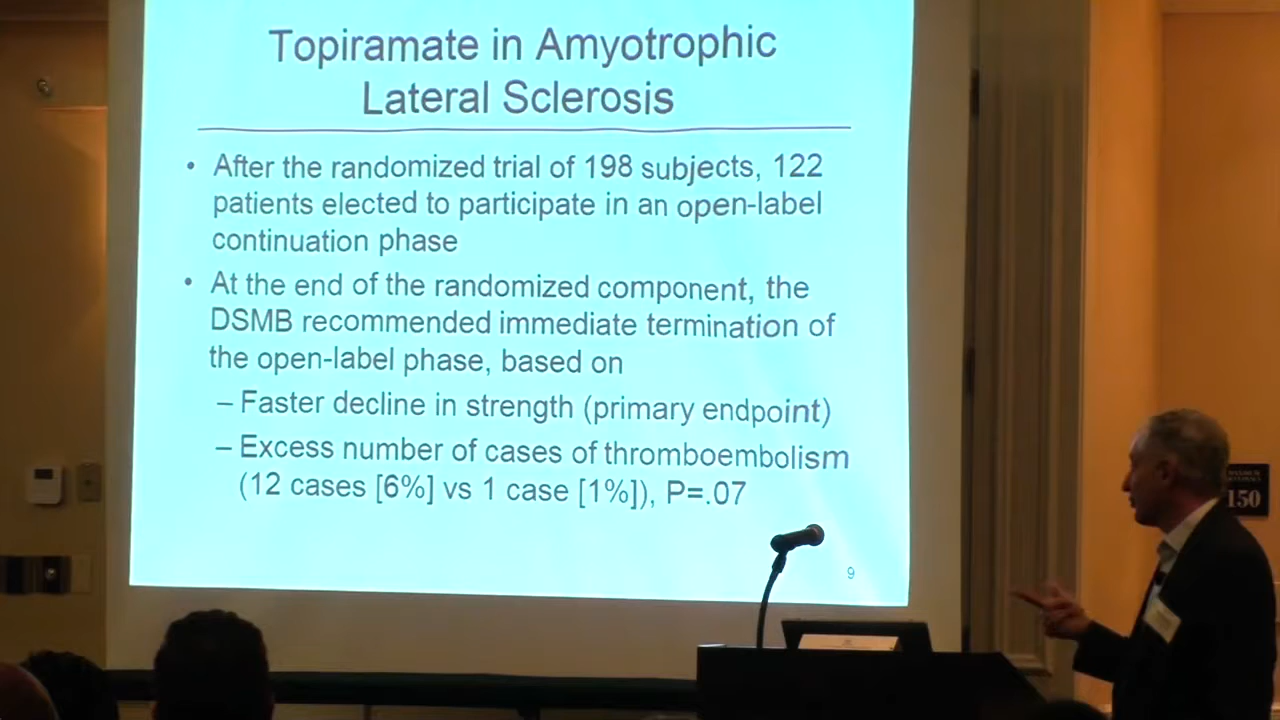 Topiramate in Amyotrophic
Lateral Sclerosis
• After the randomized trial of 198 subjects, 122
patients elected to participate in an open-label
continuation phase
• At the end of the randomized component, the
DSMB recommended immediate termination of
the open-label phase, based on
– Faster decline in strength (primary endpoint)
– Excess number of cases of thromboembolism
(12 cases [6%] vs 1 case [1%]), P=.07
9
150